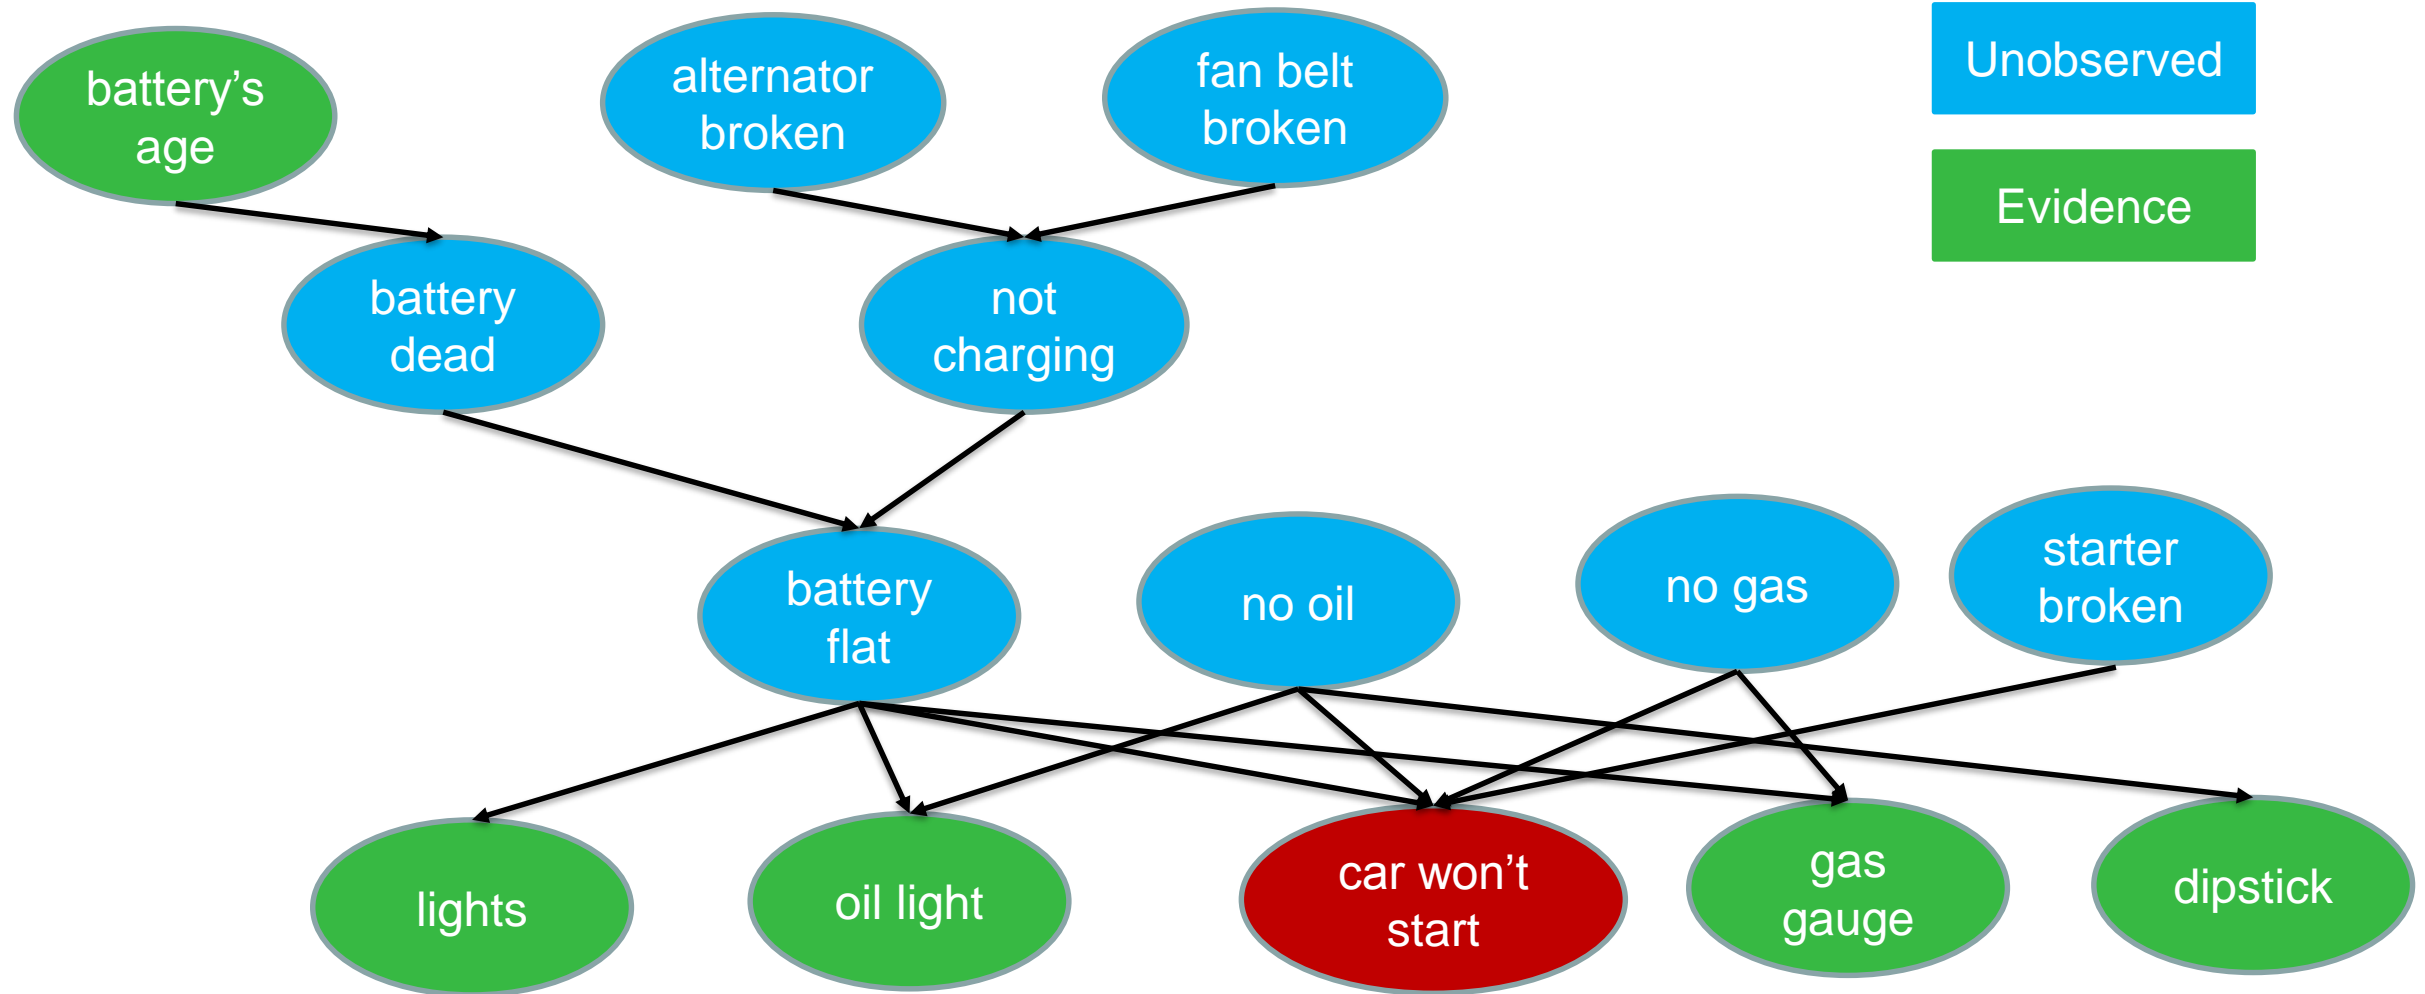 battery’s
age
alternator
broken
fan belt
broken
Unobserved
Evidence
battery
dead
not
charging
battery
flat
no oil
no gas
starter
broken
lights
oil light
car won’t
start
gas
gauge
dipstick